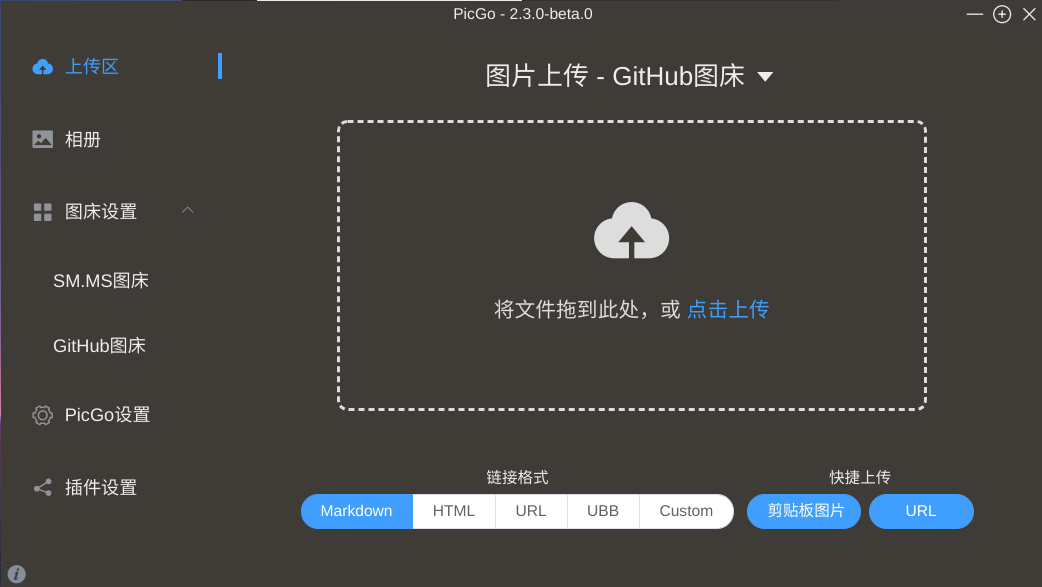 PicGo - 2.3.0-beta.0
上传区
相册
图床设置
SM.MS图床
GitHub图床
PicGo设置
插件设置
图片上传 - GitHub图床
将文件拖到此处，或 点击上传
链接格式
Markdown HTML URL UBB Custom
快捷上传
剪贴板图片 URL
i